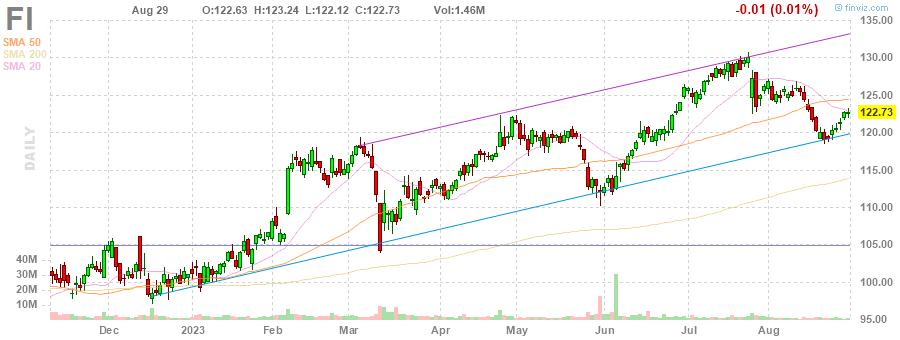 FI
Aug 29 O:122.63 H:123.24 L:122.12 C:122.73 Vol:1.46M -0.01 (0.01%)
© finviz.com
SMA 50
SMA 200
SMA 20
DAILY
135.00
130.00
125.00
122.73
120.00
115.00
110.00
105.00
100.00
95.00
40M
30M
20M
10M
Dec 2023 Feb Mar Apr May Jun Jul Aug